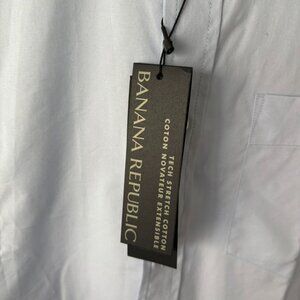 BANANA REPUBLIC
TECH STRETCH COTTON
COTON NOVATEUR EXTENSIBLE